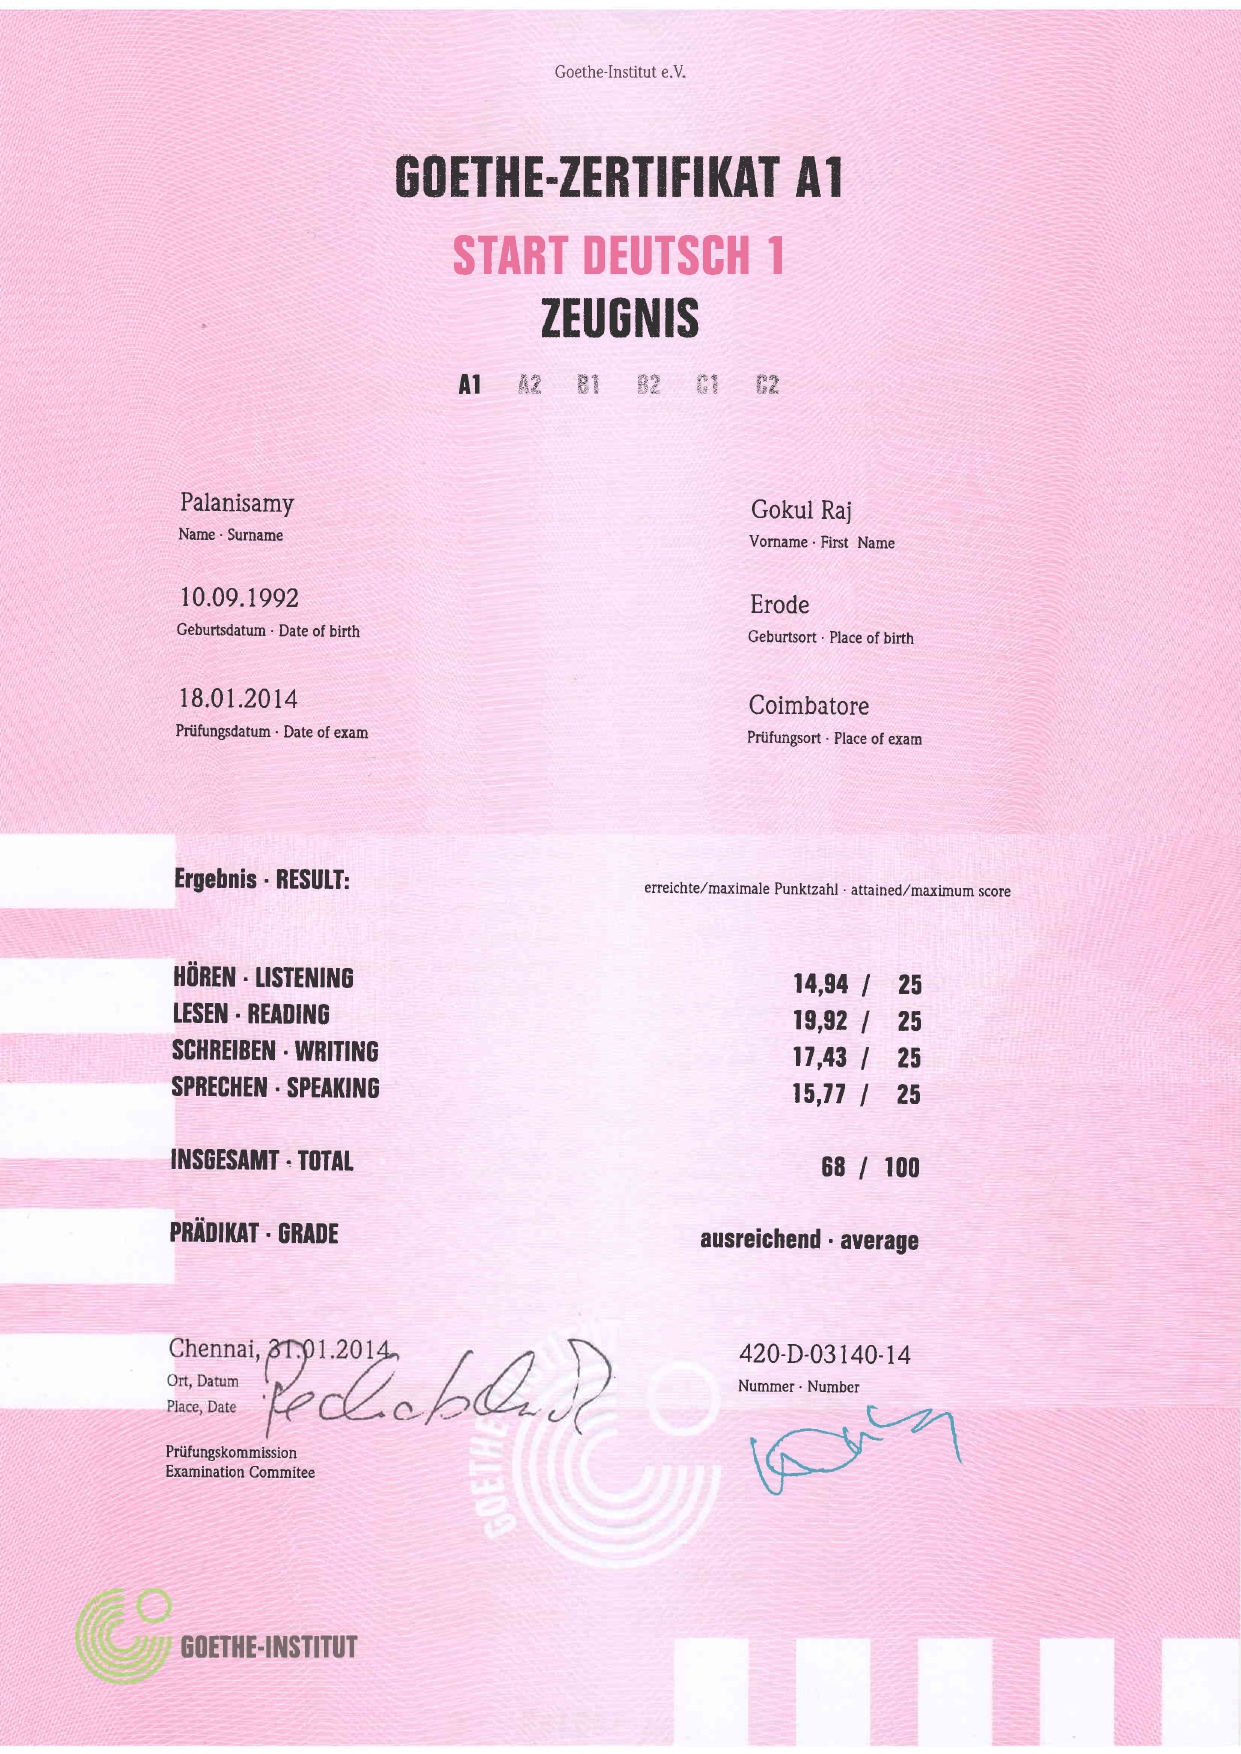 Goethe-Institut e.V.
GOETHE-ZERTIFIKAT A1
START DEUTSCH 1
ZEUGNIS
A1 A2 B1 B2 C1 C2
Palanisamy
Name · Surname
Gokul Raj
Vorname · First Name
10.09.1992
Geburtsdatum · Date of birth
Erode
Geburtsort · Place of birth
18.01.2014
Prüfungsdatum · Date of exam
Coimbatore
Prüfungsort · Place of exam
Ergebnis · RESULT:
erreichte/maximale Punktzahl · attained/maximum score
HÖREN · LISTENING 14,94 / 25
LESEN · READING 19,92 / 25
SCHREIBEN · WRITING 17,43 / 25
SPRECHEN · SPEAKING 15,77 / 25
INSGESAMT · TOTAL 68 / 100
PRÄDIKAT · GRADE ausreichend · average
Chennai, 31.01.2014
Ort, Datum
Place, Date
420-D-03140-14
Nummer · Number
Prüfungskommission
Examination Commitee
GOETHE
GOETHE-INSTITUT